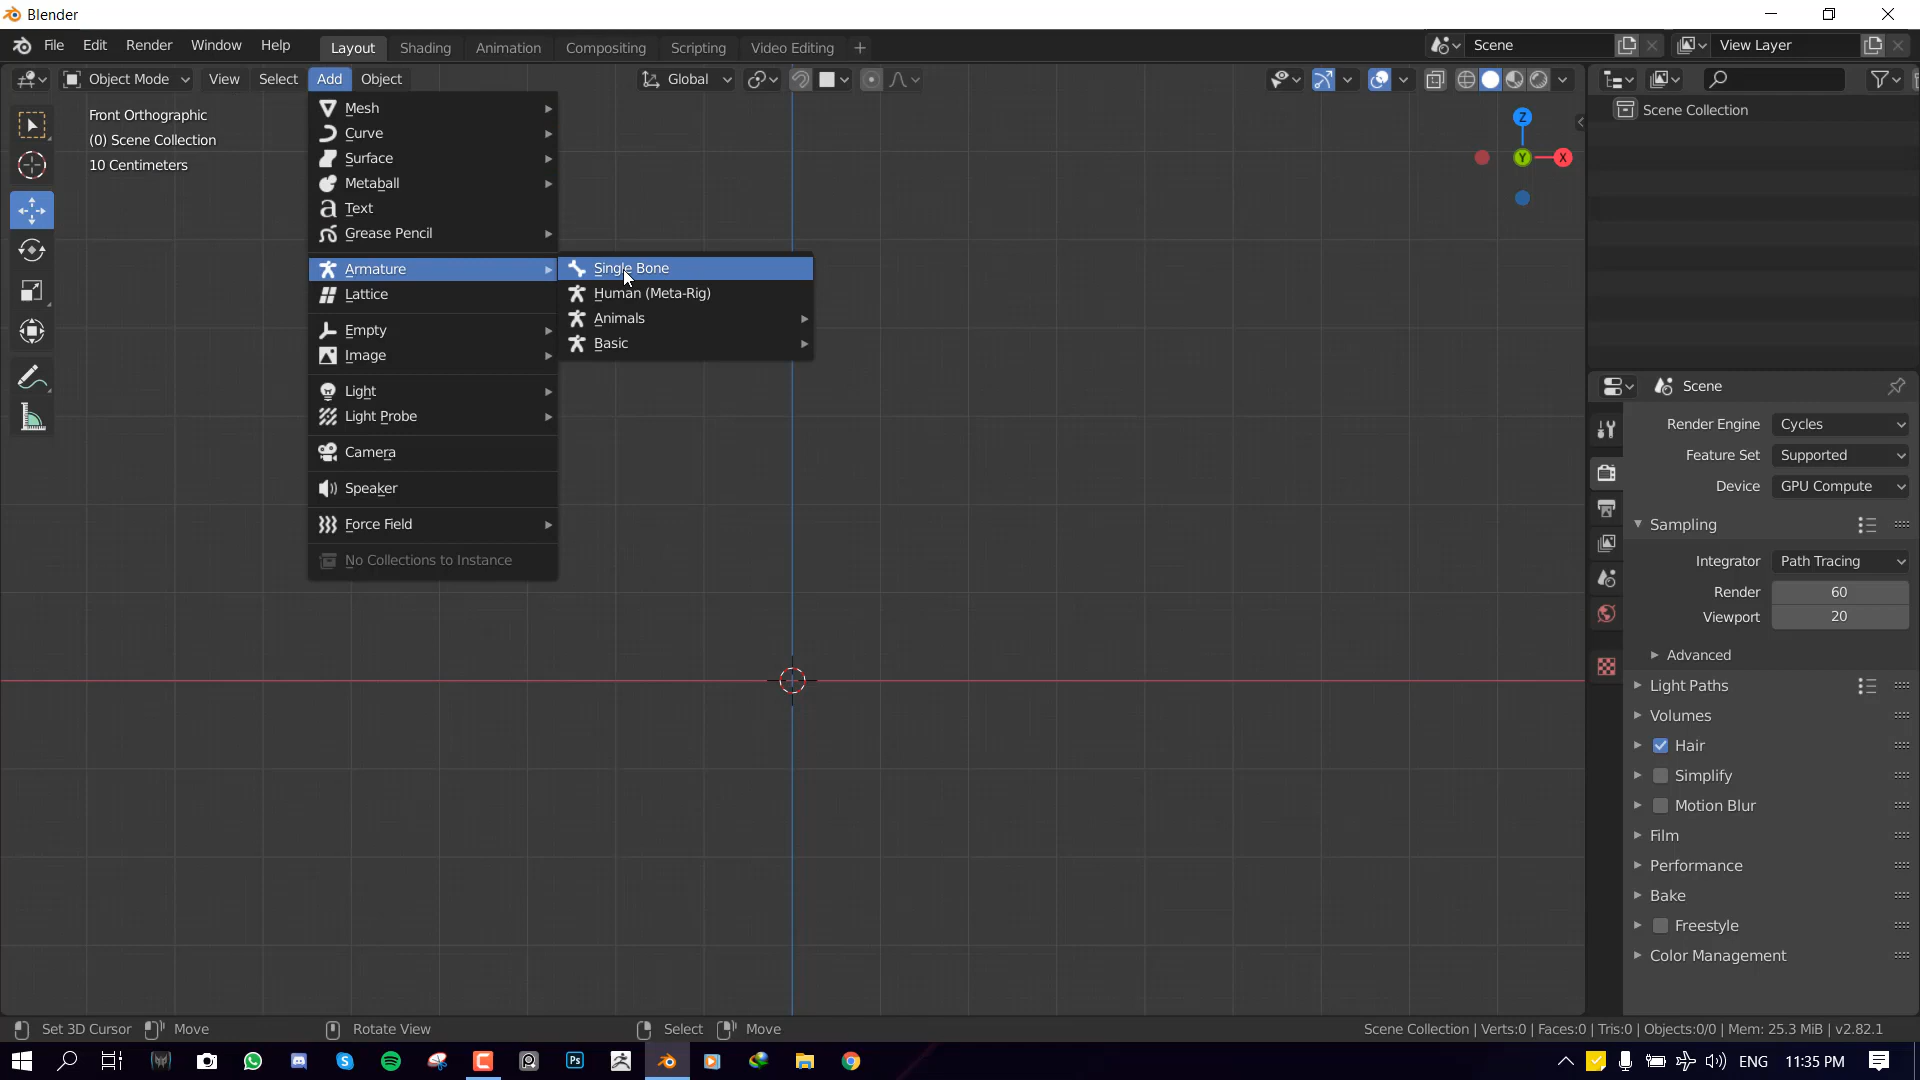 Blender
File Edit Render Window Help Layout Shading Animation Compositing Scripting Video Editing + Scene View Layer
Object Mode View Select Add Object Global
Front Orthographic
(0) Scene Collection
10 Centimeters
Mesh
Curve
Surface
Metaball
Text
Grease Pencil
Armature
Lattice
Empty
Image
Light
Light Probe
Camera
Speaker
Force Field
No Collections to Instance
Single Bone
Human (Meta-Rig)
Animals
Basic
Z
Y
X
Scene Collection
Scene
Render Engine Cycles
Feature Set Supported
Device GPU Compute
Sampling
Integrator Path Tracing
Render 60
Viewport 20
Advanced
Light Paths
Volumes
Hair
Simplify
Motion Blur
Film
Performance
Bake
Freestyle
Color Management
Set 3D Cursor Move Rotate View Select Move Scene Collection | Verts:0 | Faces:0 | Tris:0 | Objects:0/0 | Mem: 25.3 MiB | v2.82.1
Ps ENG 11:35 PM